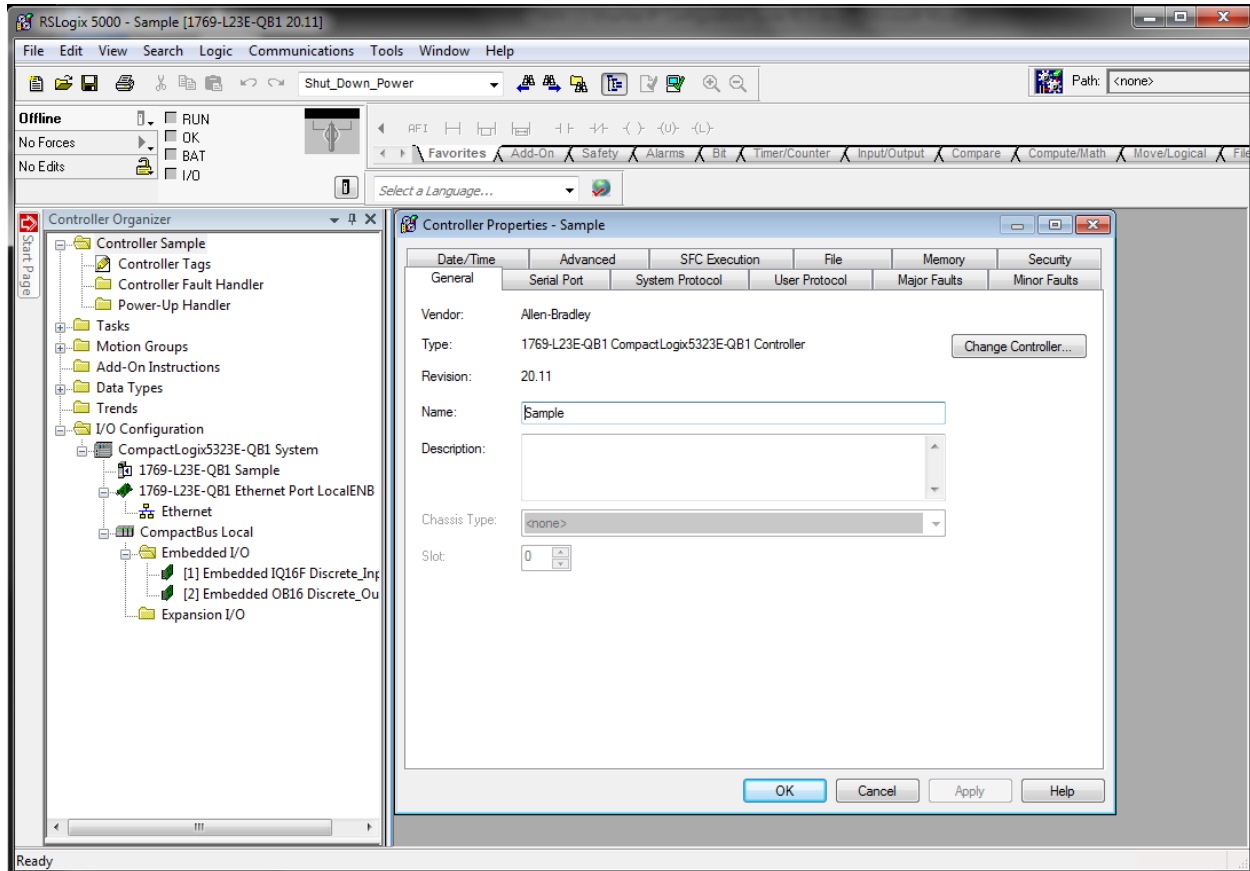 RSLogix 5000 - Sample [1769-L23E-QB1 20.11]
File Edit View Search Logic Communications Tools Window Help
Shut_Down_Power
Path: <none>
Offline
RUN
No Forces
OK
No Edits
BAT
I/O
AFI
(U)
(L)
Favorites Add-On Safety Alarms Bit Timer/Counter Input/Output Compare Compute/Math Move/Logical File
Select a Language...
Start Page
Controller Organizer
Controller Sample
Controller Tags
Controller Fault Handler
Power-Up Handler
Tasks
Motion Groups
Add-On Instructions
Data Types
Trends
I/O Configuration
CompactLogix5323E-QB1 System
1769-L23E-QB1 Sample
1769-L23E-QB1 Ethernet Port LocalENB
Ethernet
CompactBus Local
Embedded I/O
[1] Embedded IQ16F Discrete_Inp
[2] Embedded OB16 Discrete_Ou
Expansion I/O
Controller Properties - Sample
Date/Time Advanced SFC Execution File Memory Security
General Serial Port System Protocol User Protocol Major Faults Minor Faults
Vendor: Allen-Bradley
Type: 1769-L23E-QB1 CompactLogix5323E-QB1 Controller
Change Controller...
Revision: 20.11
Name: Sample
Description:
Chassis Type: <none>
Slot: 0
OK Cancel Apply Help
Ready